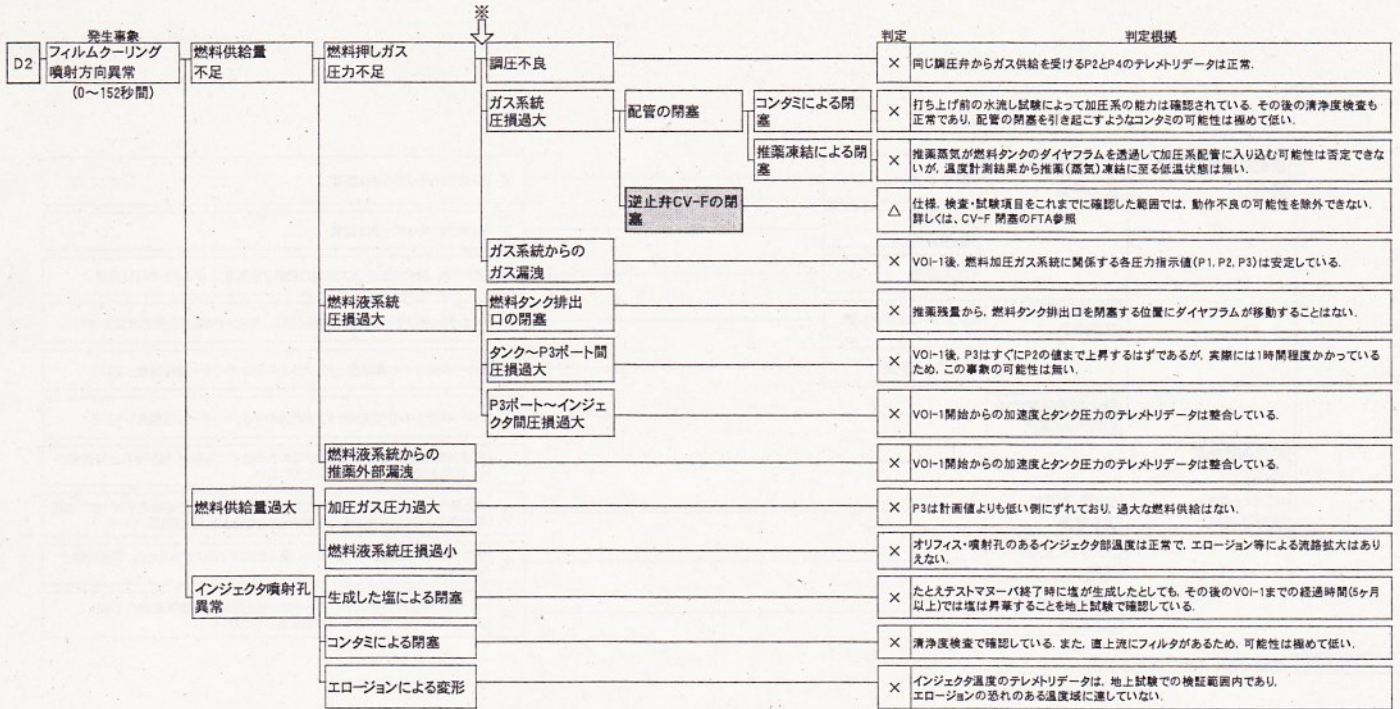 ※
発生事象
判定
判定根拠
D2
フィルムクーリング
噴射方向異常
(0～152秒間)
燃料供給量
不足
燃料押しガス
圧力不足
調圧不良
×
同じ調圧弁からガス供給を受けるP2とP4のテレメトリデータは正常.
ガス系統
圧損過大
配管の閉塞
コンタミによる閉
塞
×
打ち上げ前の水流し試験によって加圧系の能力は確認されている. その後の清浄度検査も
正常であり, 配管の閉塞を引き起こすようなコンタミの可能性は極めて低い.
推薬凍結による閉
塞
×
推薬蒸気が燃料タンクのダイヤフラムを透過して加圧系配管に入り込む可能性は否定できな
いが, 温度計測結果から推薬(蒸気)凍結に至る低温状態は無い.
逆止弁CV-Fの閉
塞
△
仕様, 検査・試験項目をこれまでに確認した範囲では, 動作不良の可能性を除外できない.
詳しくは、CV-F 閉塞のFTA参照
ガス系統からの
ガス漏洩
×
VOI-1後, 燃料加圧ガス系統に関係する各圧力指示値(P1, P2, P3)は安定している.
燃料液系統
圧損過大
燃料タンク排出
口の閉塞
×
推薬残量から, 燃料タンク排出口を閉塞する位置にダイヤフラムが移動することはない.
タンク～P3ポート間
圧損過大
×
VOI-1後, P3はすぐにP2の値まで上昇するはずであるが, 実際には1時間程度かかっている
ため, この事象の可能性は無い.
P3ポート～インジェ
クタ間圧損過大
×
VOI-1開始からの加速度とタンク圧力のテレメトリデータは整合している.
燃料液系統からの
推薬外部漏洩
×
VOI-1開始からの加速度とタンク圧力のテレメトリデータは整合している.
燃料供給量過大
加圧ガス圧力過大
×
P3は計画値よりも低い側にずれており, 過大な燃料供給はない.
燃料液系統圧損過小
×
オリフィス・噴射孔のあるインジェクタ部温度は正常で, エロージョン等による流路拡大はあり
えない.
インジェクタ噴射孔
異常
生成した塩による閉塞
×
たとえテストマヌーバ終了時に塩が生成したとしても, その後のVOI-1までの経過時間(5ヶ月
以上)では塩は昇華することを地上試験で確認している.
コンタミによる閉塞
×
清浄度検査で確認している. また, 直上流にフィルタがあるため, 可能性は極めて低い.
エロージョンによる変形
×
インジェクタ温度のテレメトリデータは, 地上試験での検証範囲内であり,
エロージョンの恐れのある温度域に達していない.